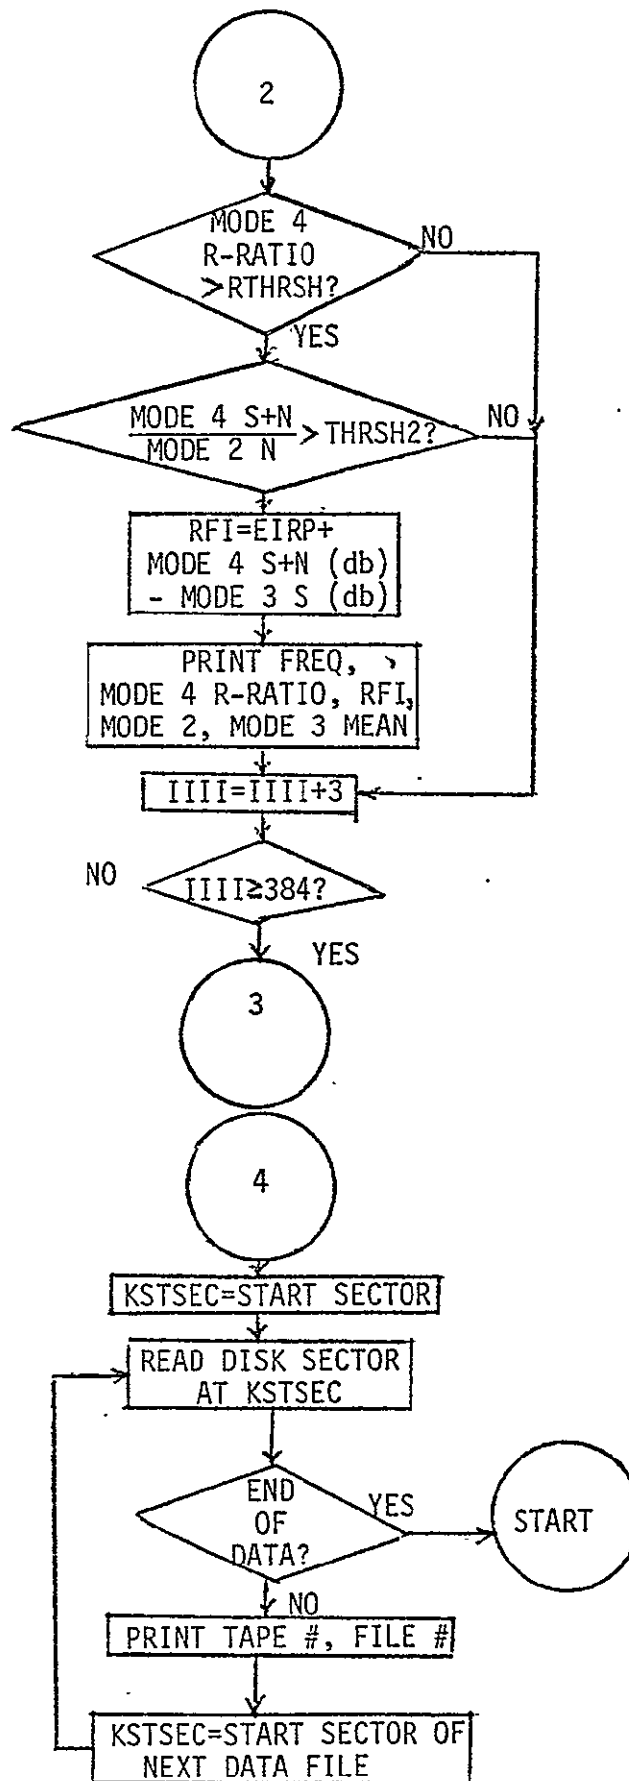 2
MODE 4
R-RATIO
>RTHRSH?
NO
YES
MODE 4 S+N
MODE 2 N
> THRSH2?
NO
RFI=EIRP+
MODE 4 S+N (db)
- MODE 3 S (db)
PRINT FREQ,
MODE 4 R-RATIO, RFI,
MODE 2, MODE 3 MEAN
IIII=IIII+3
NO
IIII≥384?
YES
3
4
KSTSEC=START SECTOR
READ DISK SECTOR
AT KSTSEC
END
OF
DATA?
YES
START
NO
PRINT TAPE #, FILE #
KSTSEC=START SECTOR OF
NEXT DATA FILE